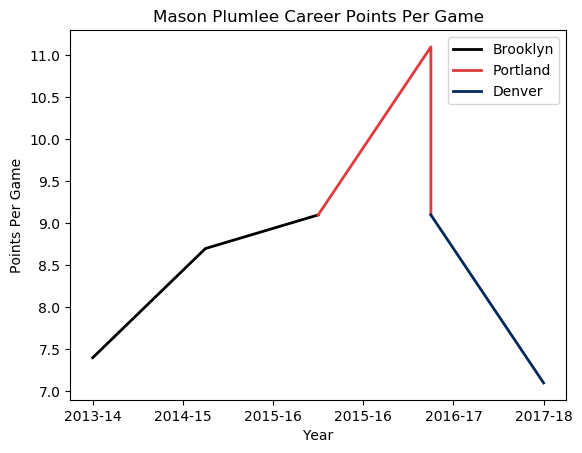 Mason Plumlee Career Points Per Game
Brooklyn
Portland
Denver
Points Per Game
11.0
10.5
10.0
9.5
9.0
8.5
8.0
7.5
7.0
2013-14 2014-15 2015-16 2015-16 2016-17 2017-18
Year